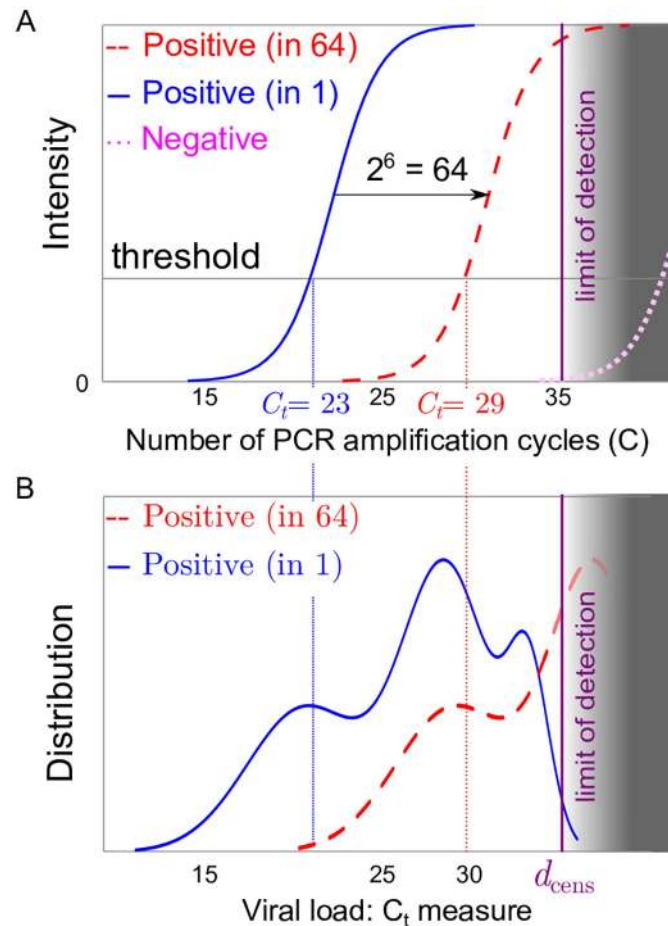 A
Positive (in 64)
Positive (in 1)
Negative
2⁶ = 64
threshold
limit of detection
Intensity
0
15
25
35
Cₜ= 23
Cₜ= 29
Number of PCR amplification cycles (C)
B
Positive (in 64)
Positive (in 1)
limit of detection
Distribution
15
25
30
d_cens
Viral load: Cₜ measure